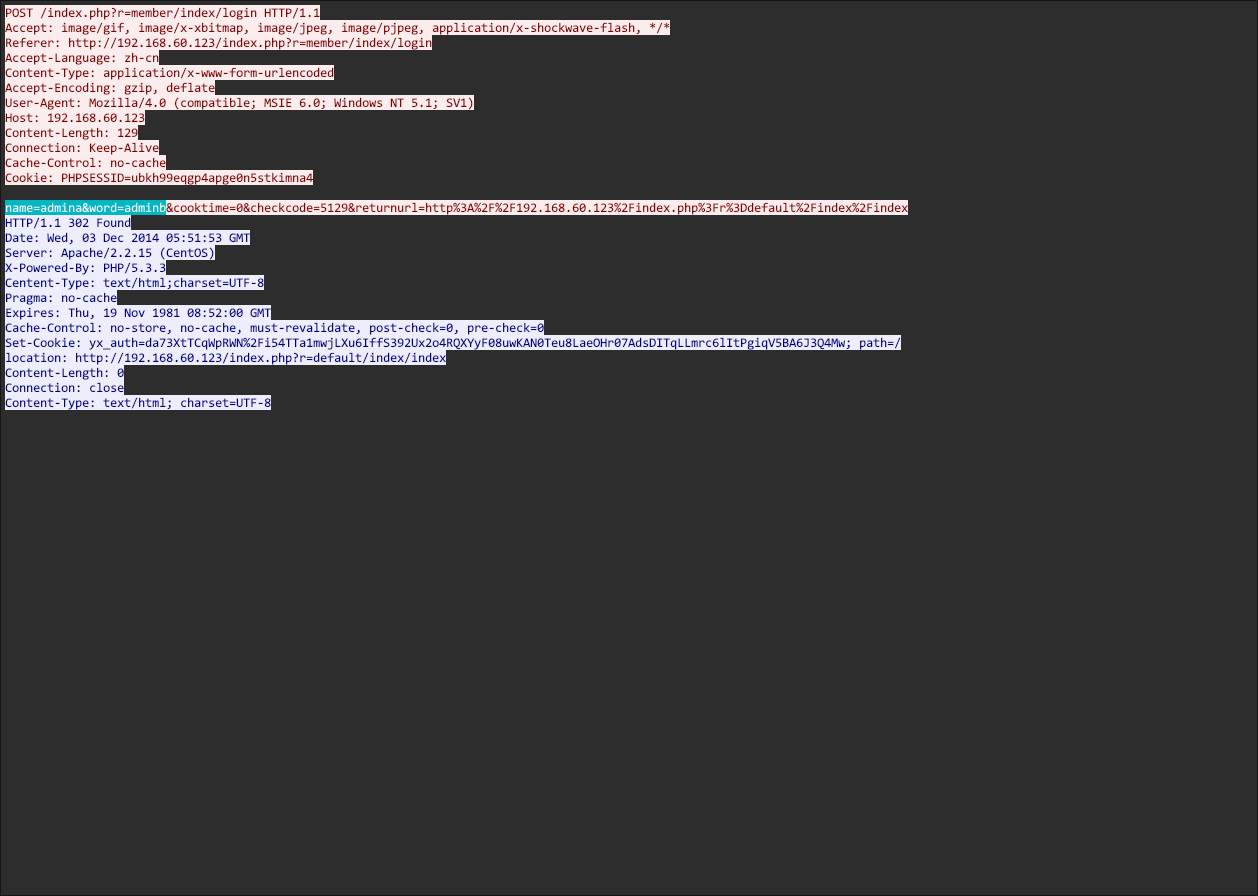 POST /index.php?r=member/index/login HTTP/1.1
Accept: image/gif, image/x-xbitmap, image/jpeg, image/pjpeg, application/x-shockwave-flash, */*
Referer: http://192.168.60.123/index.php?r=member/index/login
Accept-Language: zh-cn
Content-Type: application/x-www-form-urlencoded
Accept-Encoding: gzip, deflate
User-Agent: Mozilla/4.0 (compatible; MSIE 6.0; Windows NT 5.1; SV1)
Host: 192.168.60.123
Content-Length: 129
Connection: Keep-Alive
Cache-Control: no-cache
Cookie: PHPSESSID=ubkh99eqgp4apge0n5stkimna4
name=admina&word=adminb&cooktime=0&checkcode=5129&returnurl=http%3A%2F%2F192.168.60.123%2Findex.php%3Fr%3Ddefault%2Findex%2Findex
HTTP/1.1 302 Found
Date: Wed, 03 Dec 2014 05:51:53 GMT
Server: Apache/2.2.15 (CentOS)
X-Powered-By: PHP/5.3.3
Centent-Type: text/html;charset=UTF-8
Pragma: no-cache
Expires: Thu, 19 Nov 1981 08:52:00 GMT
Cache-Control: no-store, no-cache, must-revalidate, post-check=0, pre-check=0
Set-Cookie: yx_auth=da73XtTCqWpRWN%2Fi54TTa1mwjLXu6IffS392Ux2o4RQXYyF08uwKAN0Teu8LaeOHr07AdsDITqLLmrc6lItPgiqV5BA6J3Q4Mw; path=/
location: http://192.168.60.123/index.php?r=default/index/index
Content-Length: 0
Connection: close
Content-Type: text/html; charset=UTF-8